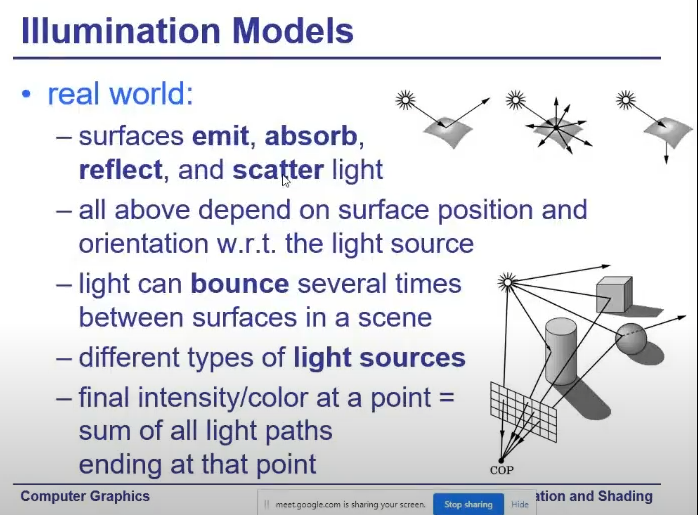 Illumination Models
• real world:
– surfaces emit, absorb,
reflect, and scatter light
– all above depend on surface position and
orientation w.r.t. the light source
– light can bounce several times
between surfaces in a scene
– different types of light sources
– final intensity/color at a point =
sum of all light paths
ending at that point
COP
Computer Graphics
meet.google.com is sharing your screen.
Stop sharing
Hide
ation and Shading